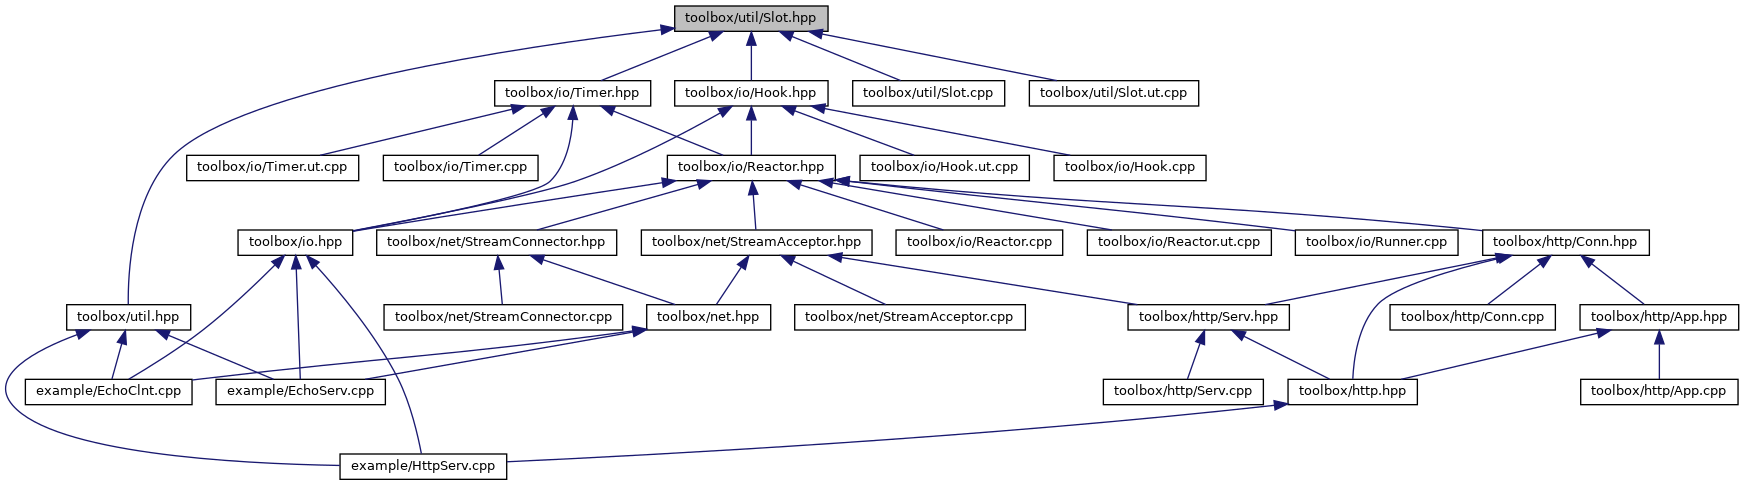 toolbox/util/Slot.hpp
toolbox/io/Timer.hpp
toolbox/io/Hook.hpp
toolbox/util/Slot.cpp
toolbox/util/Slot.ut.cpp
toolbox/io/Timer.ut.cpp
toolbox/io/Timer.cpp
toolbox/io/Reactor.hpp
toolbox/io/Hook.ut.cpp
toolbox/io/Hook.cpp
toolbox/io.hpp
toolbox/net/StreamConnector.hpp
toolbox/net/StreamAcceptor.hpp
toolbox/io/Reactor.cpp
toolbox/io/Reactor.ut.cpp
toolbox/io/Runner.cpp
toolbox/http/Conn.hpp
toolbox/util.hpp
toolbox/net/StreamConnector.cpp
toolbox/net.hpp
toolbox/net/StreamAcceptor.cpp
toolbox/http/Serv.hpp
toolbox/http/Conn.cpp
toolbox/http/App.hpp
example/EchoClnt.cpp
example/EchoServ.cpp
toolbox/http/Serv.cpp
toolbox/http.hpp
toolbox/http/App.cpp
example/HttpServ.cpp